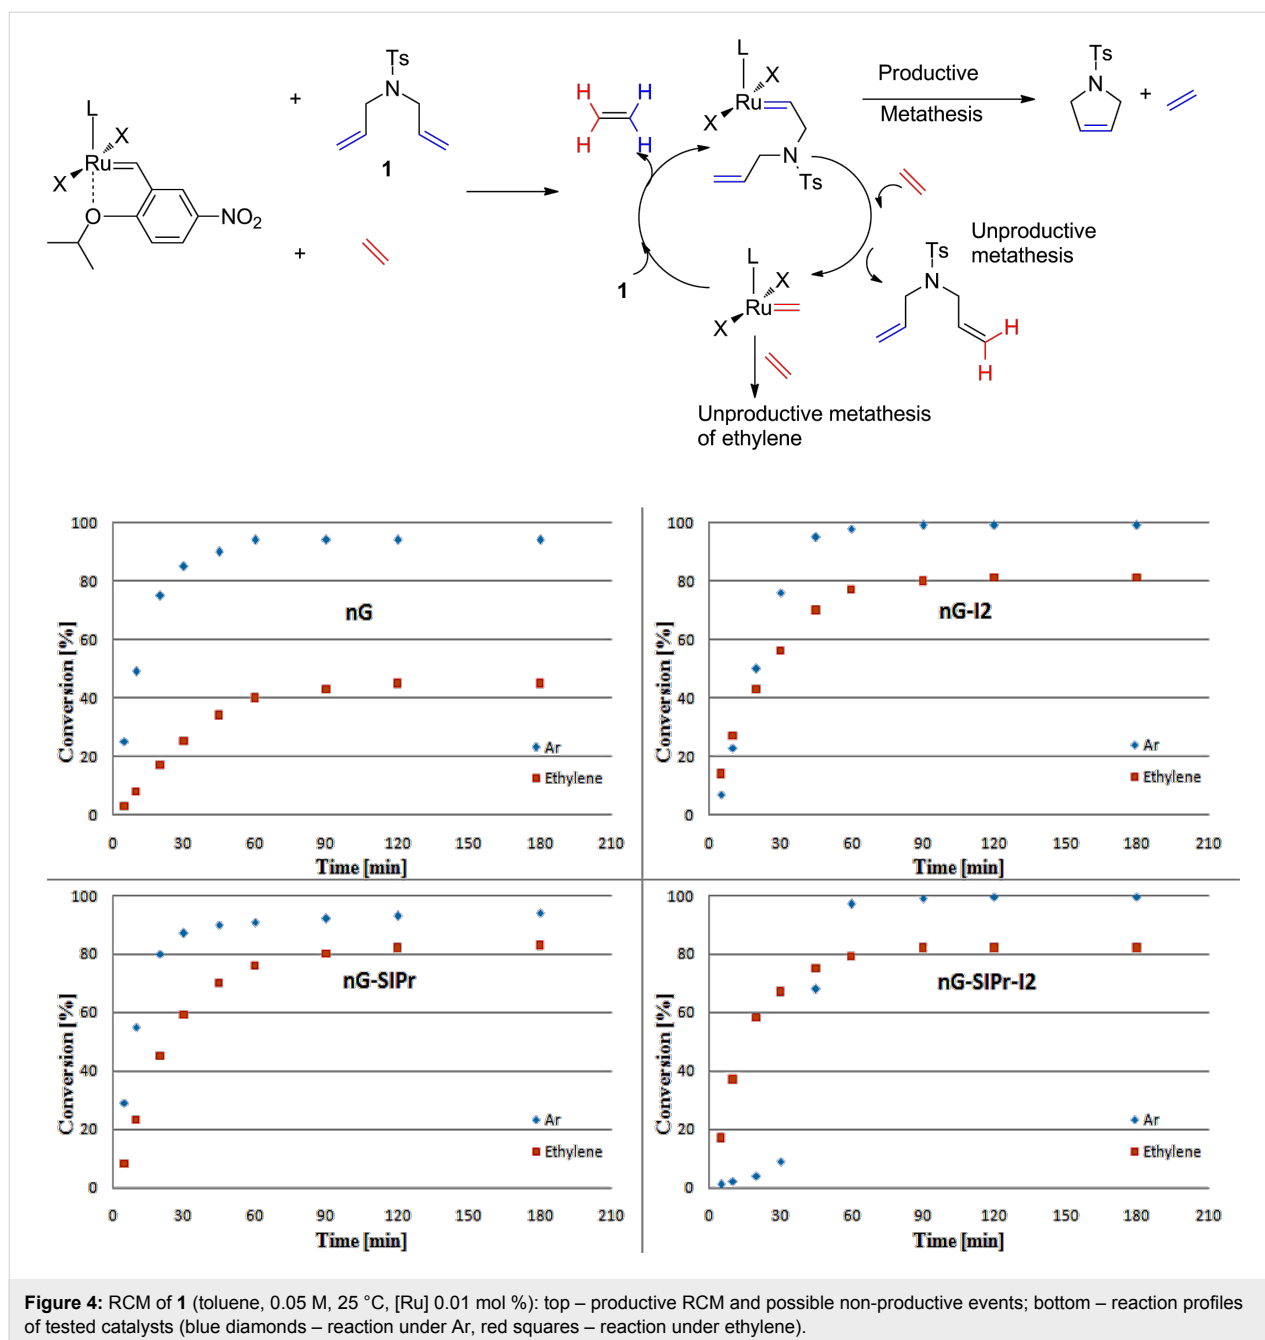 Ts
N
1
+
L
X
Ru
X
O
NO2
+
H H
H H
L
X
Ru
X
N
Ts
Productive
Metathesis
Ts
N
+
1
L
X
Ru
X
Unproductive
metathesis
Ts
N
H
H
Unproductive metathesis
of ethylene
100
80
60
40
20
0
Conversion [%]
nG
Ar
Ethylene
0 30 60 90 120 150 180 210
Time [min]
100
80
60
40
20
0
Conversion [%]
nG-I2
Ar
Ethylene
0 30 60 90 120 150 180 210
Time [min]
100
80
60
40
20
0
Conversion [%]
nG-SIPr
Ar
Ethylene
0 30 60 90 120 150 180 210
Time [min]
100
80
60
40
20
0
Conversion [%]
nG-SIPr-I2
Ar
Ethylene
0 30 60 90 120 150 180 210
Time [min]
Figure 4: RCM of 1 (toluene, 0.05 M, 25 °C, [Ru] 0.01 mol %): top – productive RCM and possible non-productive events; bottom – reaction profiles
of tested catalysts (blue diamonds – reaction under Ar, red squares – reaction under ethylene).